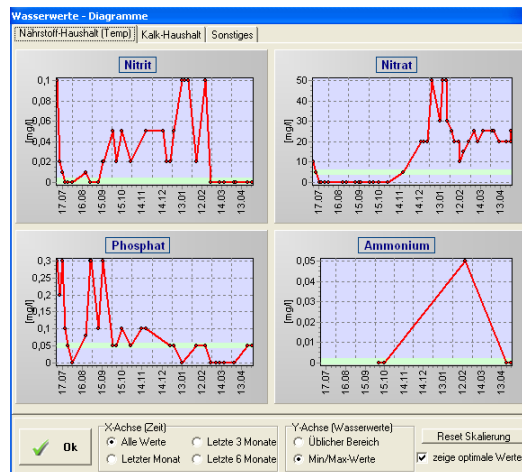 Wasserwerte - Diagramme
Nährstoff-Haushalt (Temp) Kalk-Haushalt Sonstiges
Nitrit
[mg/l]
0,1
0,08
0,06
0,04
0,02
0
17.07 16.08 15.09 15.10 14.11 14.12 13.01 12.02 13.04
Nitrat
[mg/l]
50
40
30
20
10
0
17.07 16.08 15.09 15.10 14.11 14.12 13.01 12.02 13.04
Phosphat
[mg/l]
0,3
0,25
0,2
0,15
0,1
0,05
0
17.07 16.08 15.09 15.10 14.11 14.12 13.01 12.02 13.04
Ammonium
[mg/l]
0,05
0,04
0,03
0,02
0,01
0
17.07 16.08 15.09 15.10 14.11 14.12 13.01 12.02 13.04
Ok
X-Achse (Zeit)
Alle Werte Letzte 3 Monate
Letzter Monat Letzte 6 Monate
Y-Achse (Wasserwerte)
Üblicher Bereich
Min/Max-Werte
Reset Skalierung
zeige optimale Werte